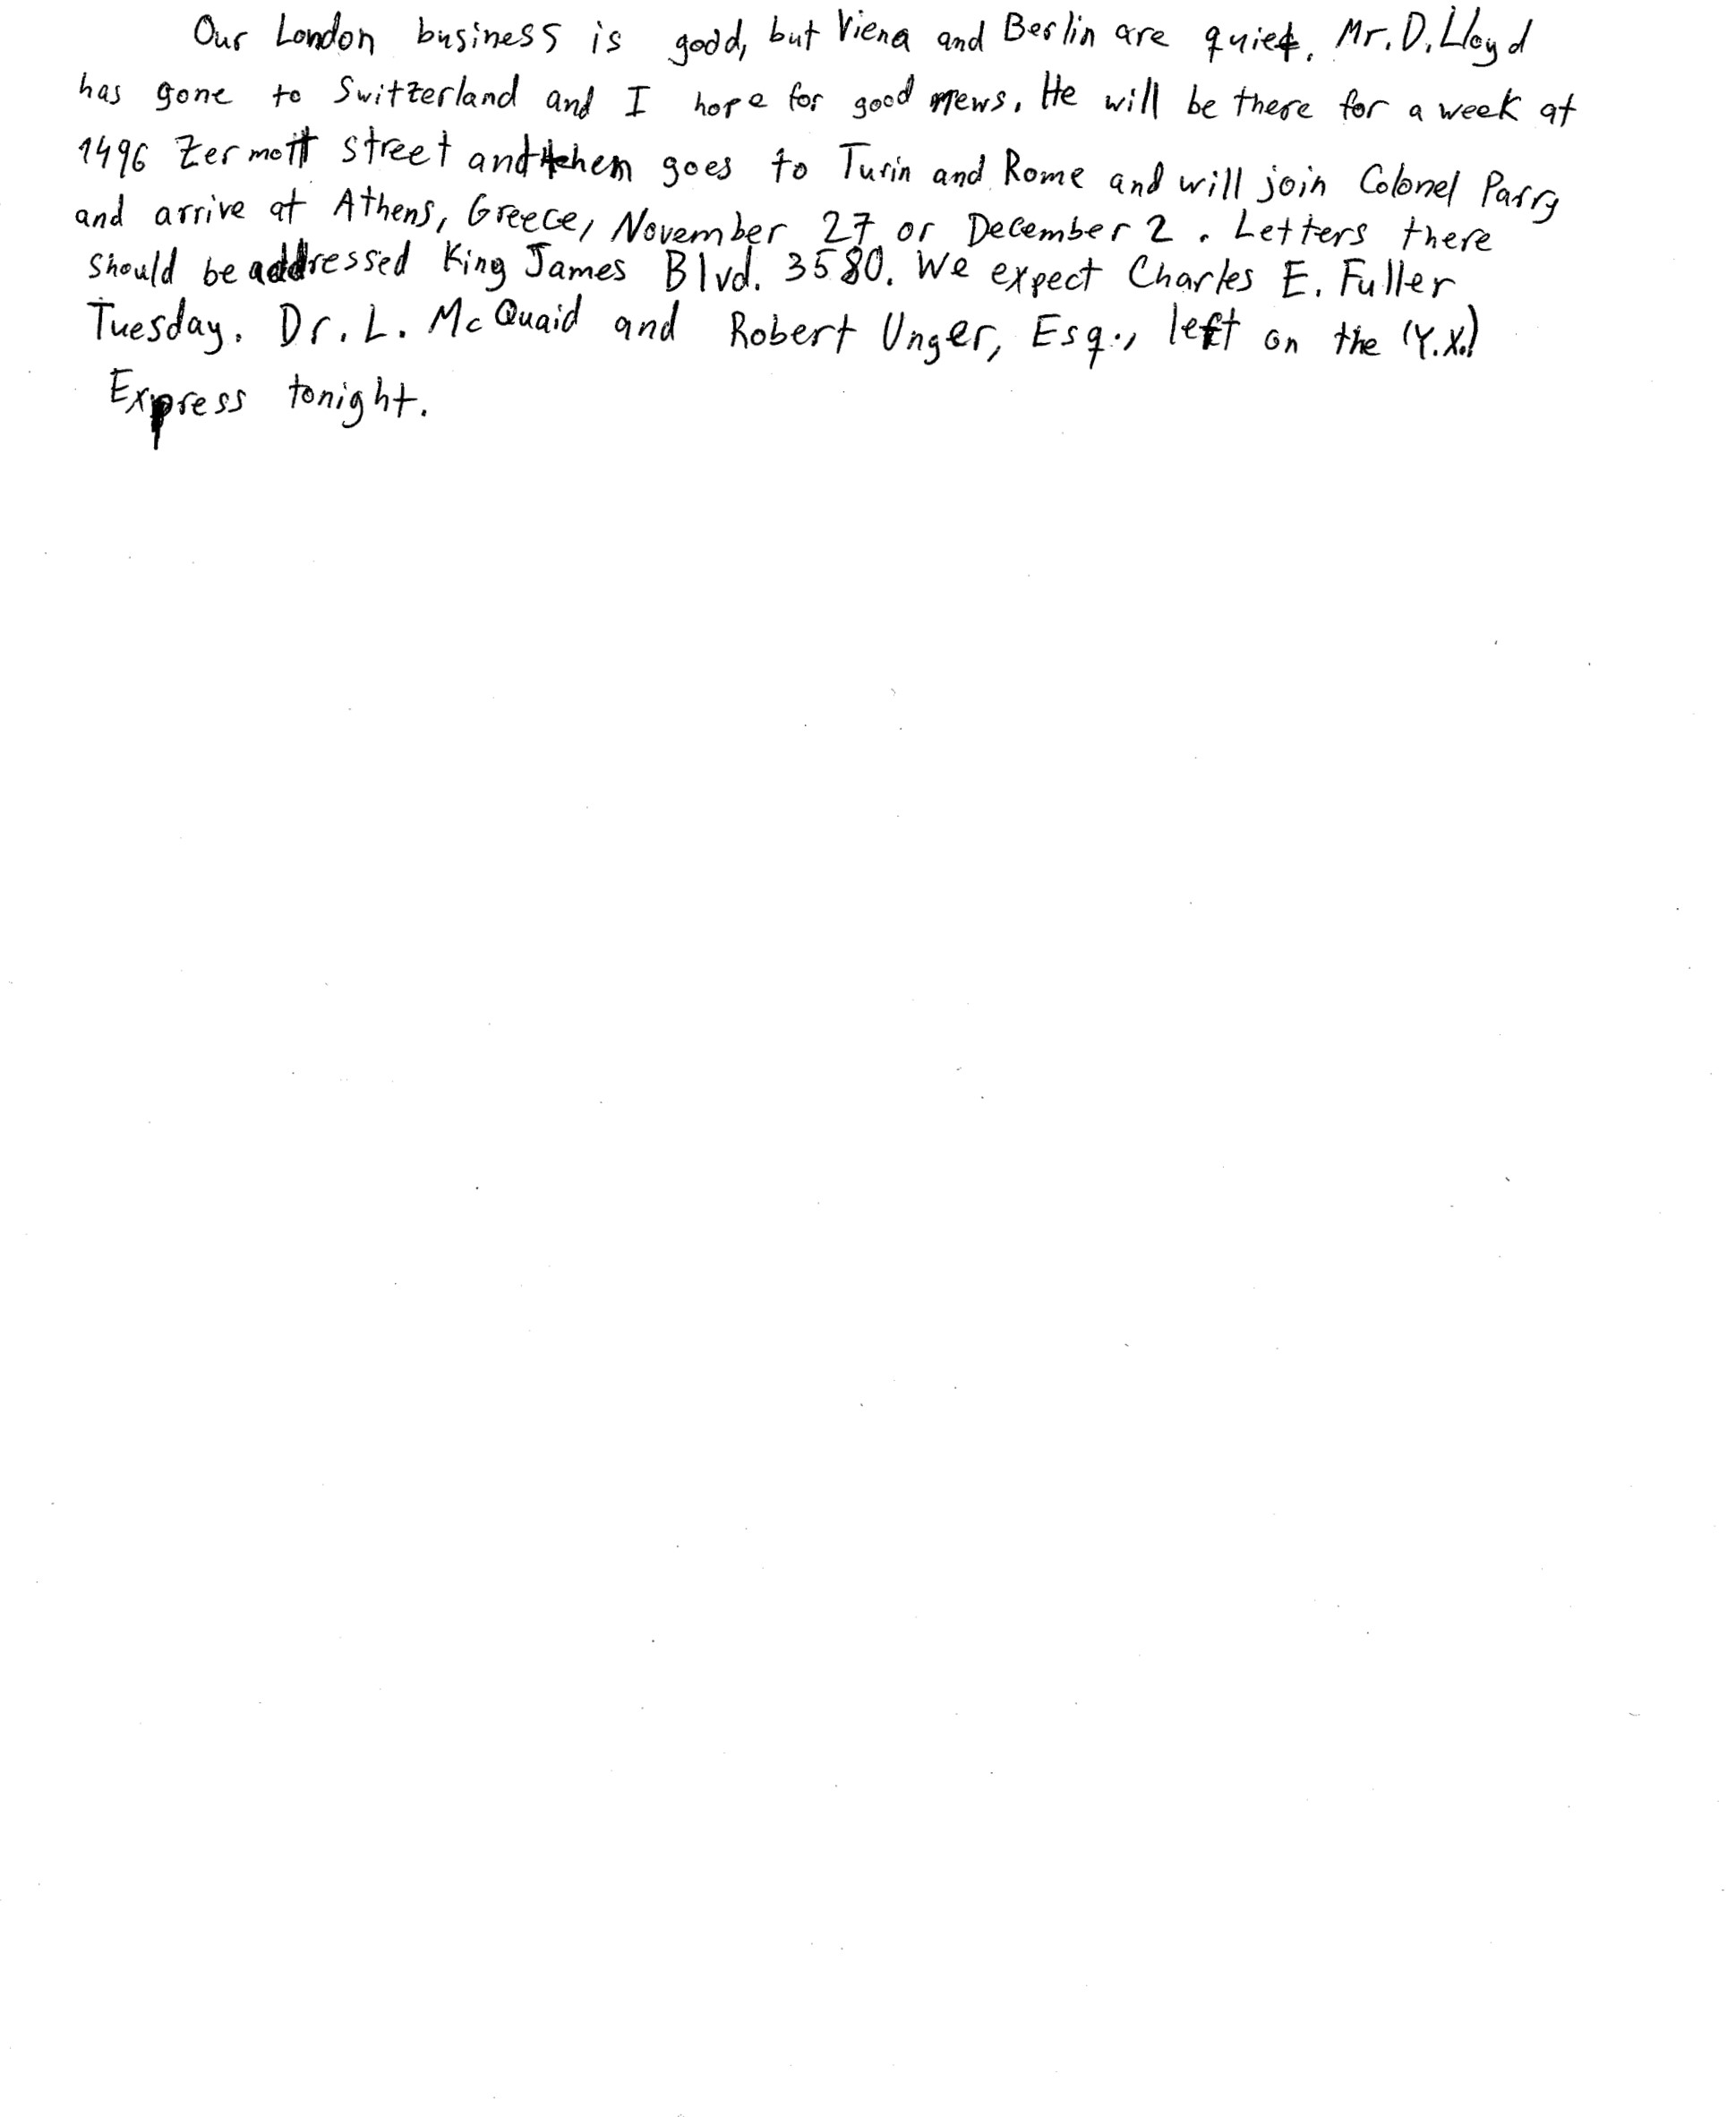 Our London business is good, but Viena and Berlin are quiet. Mr. D. Lloyd
has gone to Switzerland and I hope for good news. He will be there for a week at
1496 Zermott street and then goes to Turin and Rome and will join Colonel Parry
and arrive at Athens, Greece, November 27 or December 2. Letters there
should be addressed King James Blvd. 3580. We expect Charles E. Fuller
Tuesday. Dr. L. McQuaid and Robert Unger, Esq., left on the (Y.X.)
Express tonight.